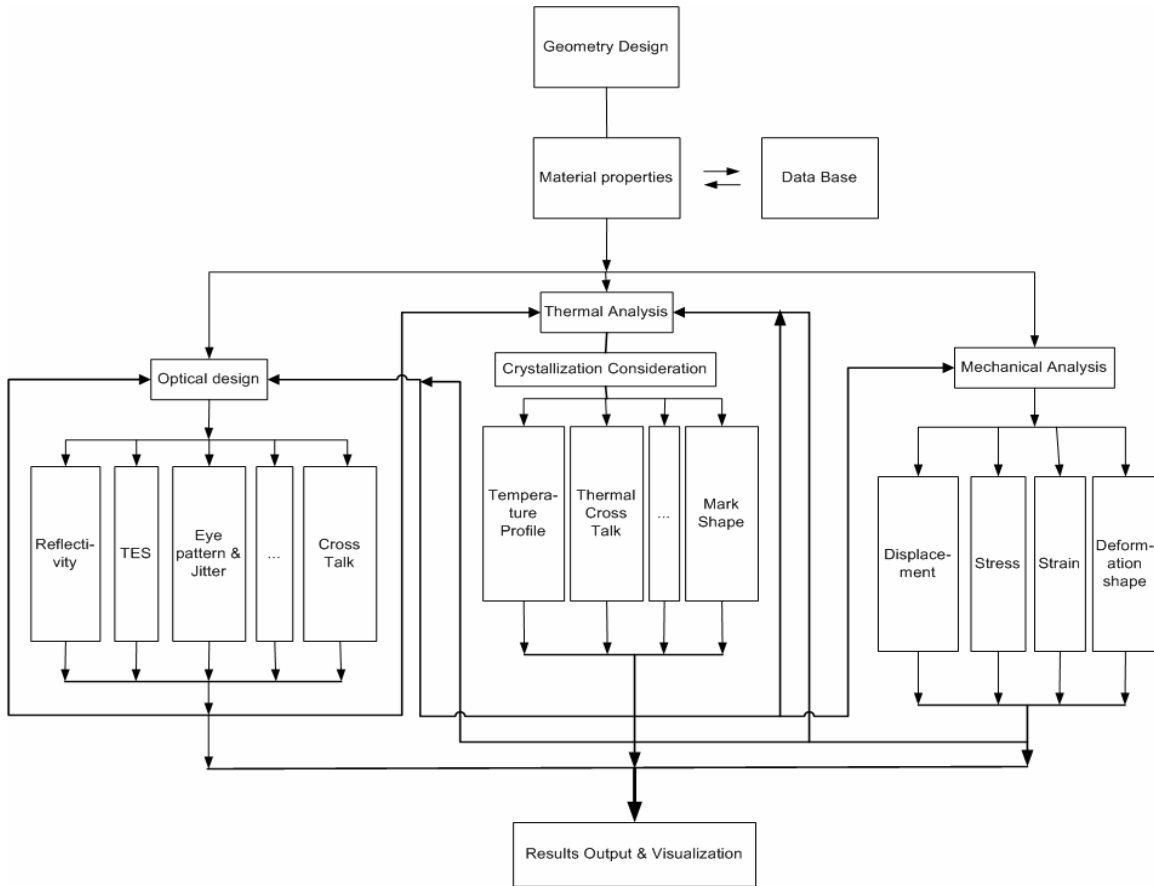 Geometry Design
Material properties
Data Base
Thermal Analysis
Crystallization Consideration
Optical design
Mechanical Analysis
Reflecti-
vity
TES
Eye
pattern &
Jitter
...
Cross
Talk
Tempera-
ture
Profile
Thermal
Cross
Talk
...
Mark
Shape
Displace-
ment
Stress
Strain
Deform-
ation
shape
Results Output & Visualization